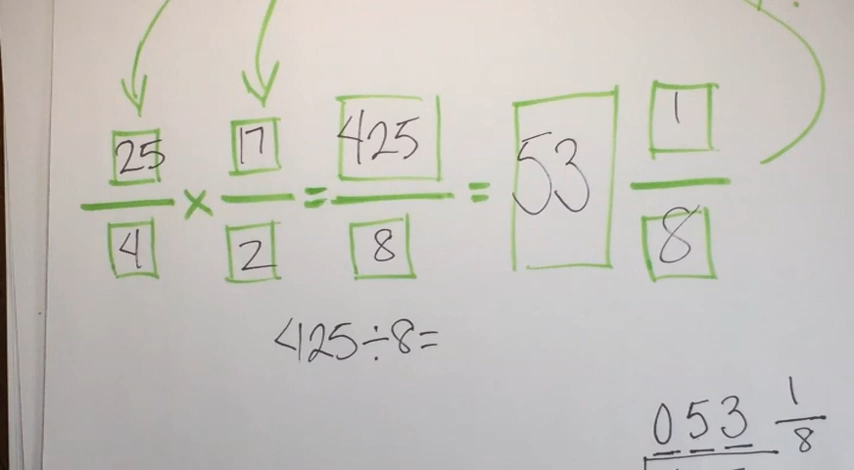 25/4 × 17/2 = 425/8 = 53 1/8
425÷8=
053 1/8